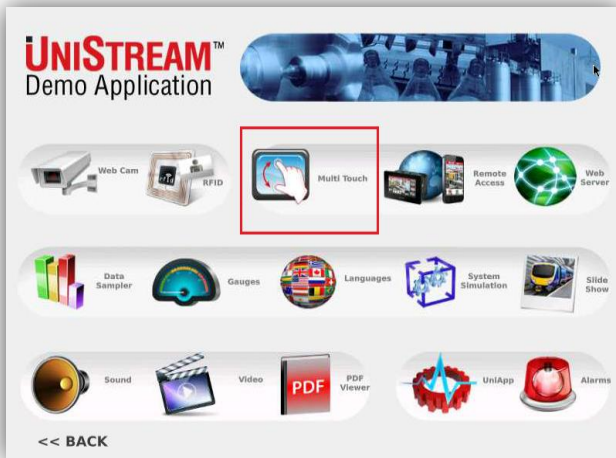 UNISTREAM™
Demo Application
Web Cam
RFID
Multi Touch
Remote
Access
Web
Server
Data
Sampler
Gauges
Languages
System
Simulation
Slide
Show
Sound
Video
PDF
PDF
Viewer
UniApp
Alarms
<< BACK